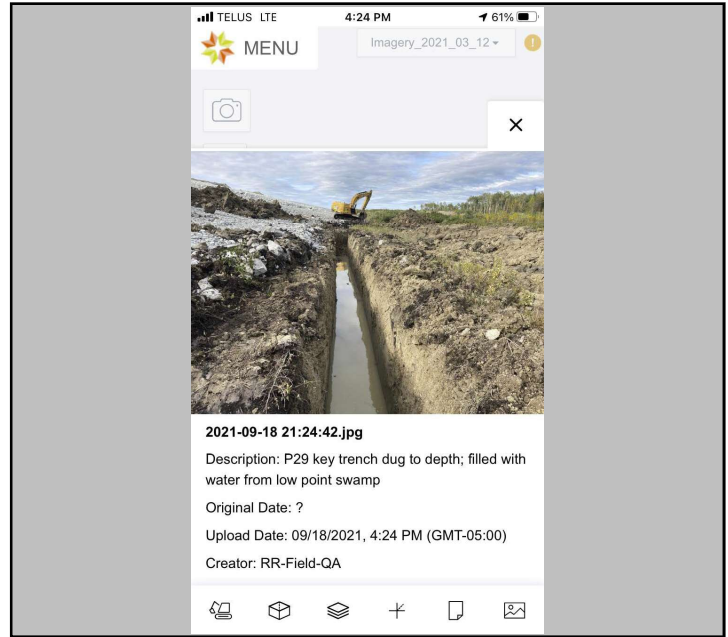 TELUS LTE 4:24 PM 61%
MENU Imagery_2021_03_12
!
2021-09-18 21:24:42.jpg
Description: P29 key trench dug to depth; filled with
water from low point swamp
Original Date: ?
Upload Date: 09/18/2021, 4:24 PM (GMT-05:00)
Creator: RR-Field-QA